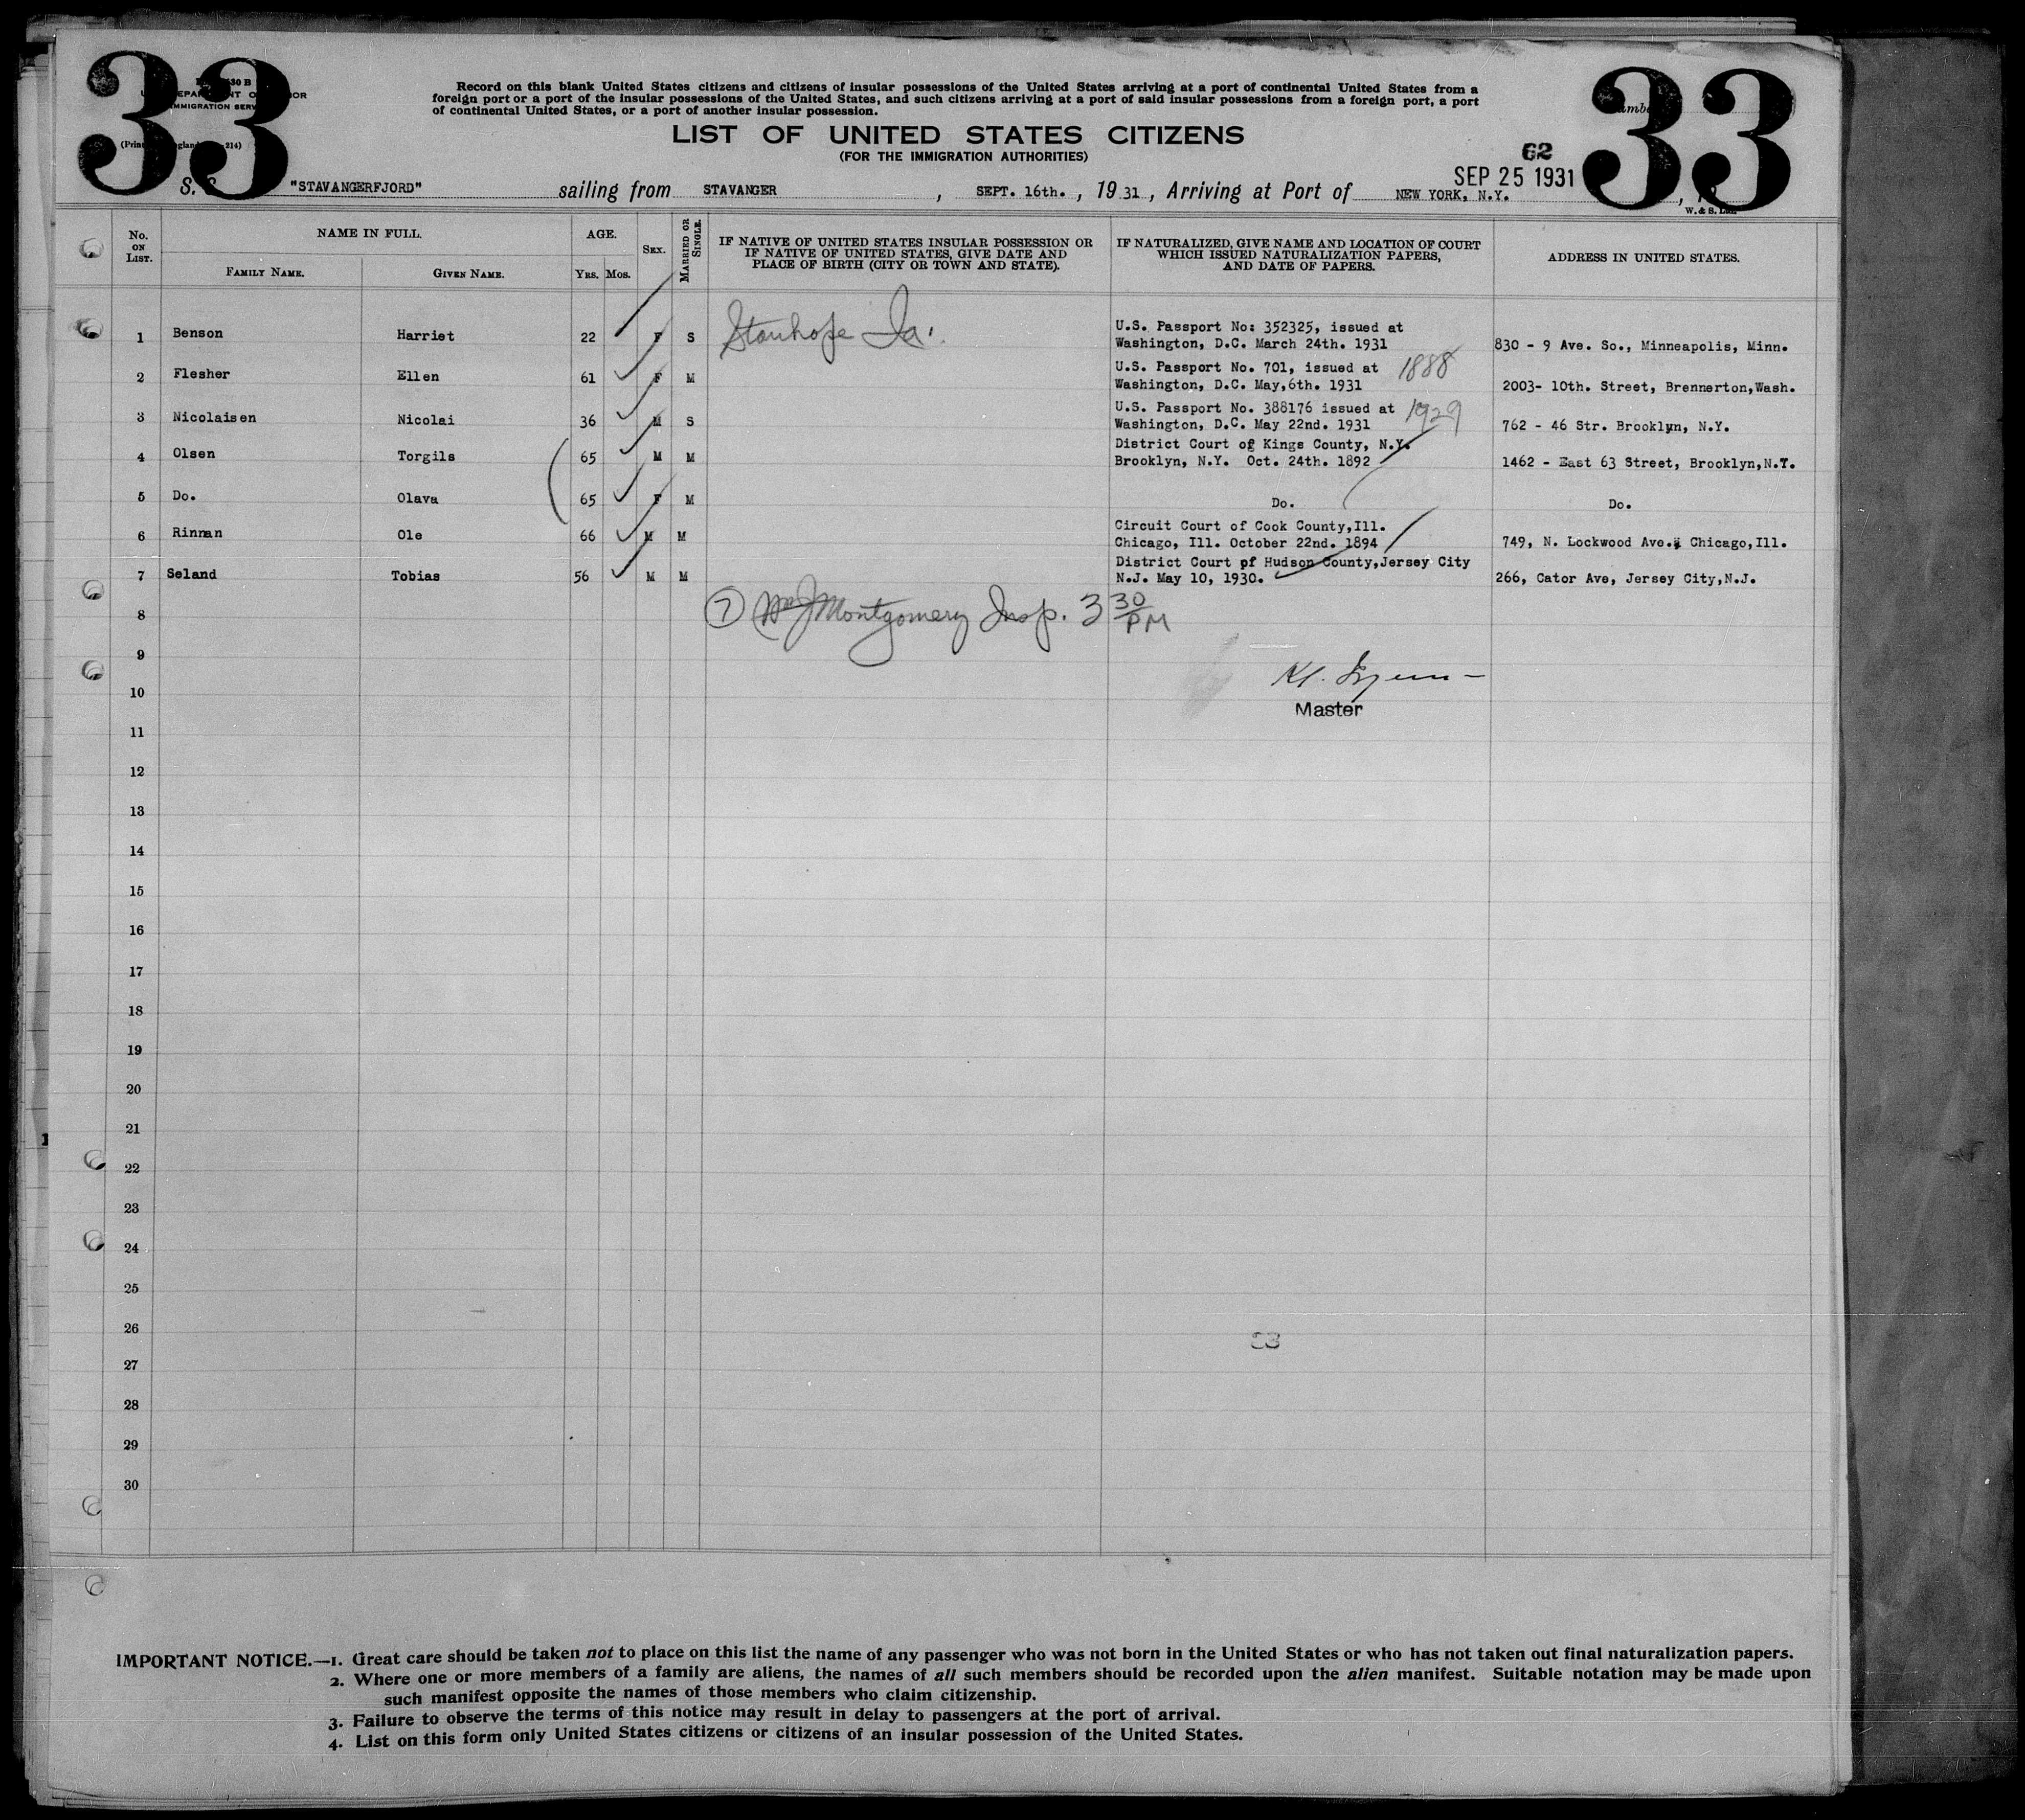 33
33
Record on this blank United States citizens and citizens of insular possessions of the United States arriving at a port of continental United States from a
foreign port or a port of the insular possessions of the United States, and such citizens arriving at a port of said insular possessions from a foreign port, a port
of continental United States, or a port of another insular possession.
LIST OF UNITED STATES CITIZENS
(FOR THE IMMIGRATION AUTHORITIES)
62
SEP 25 1931
"STAVANGERFJORD" sailing from STAVANGER , SEPT. 16th. , 1931 , Arriving at Port of NEW YORK, N.Y.
No. ON LIST.
NAME IN FULL.
FAMILY NAME. GIVEN NAME.
AGE.
YRS. MOS.
SEX.
MARRIED OR SINGLE.
IF NATIVE OF UNITED STATES INSULAR POSSESSION OR
IF NATIVE OF UNITED STATES, GIVE DATE AND
PLACE OF BIRTH (CITY OR TOWN AND STATE).
IF NATURALIZED, GIVE NAME AND LOCATION OF COURT
WHICH ISSUED NATURALIZATION PAPERS,
AND DATE OF PAPERS.
ADDRESS IN UNITED STATES.
1 Benson Harriet 22 F S Stanhope Ia. U.S. Passport No: 352325, issued at
Washington, D.C. March 24th. 1931 830 - 9 Ave. So., Minneapolis, Minn.
2 Flesher Ellen 61 F M U.S. Passport No. 701, issued at 1888
Washington, D.C. May,6th. 1931 2003- 10th. Street, Brennerton,Wash.
3 Nicolaisen Nicolai 36 M S U.S. Passport No. 388176 issued at 1929
Washington, D.C. May 22nd. 1931 762 - 46 Str. Brooklyn, N.Y.
4 Olsen Torgils 65 M M District Court of Kings County, N.Y.
Brooklyn, N.Y. Oct. 24th. 1892 1462 - East 63 Street, Brooklyn,N.Y.
5 Do. Olava 65 F M Do. Do.
6 Rinnan Ole 66 M M Circuit Court of Cook County,Ill.
Chicago, Ill. October 22nd. 1894 749, N. Lockwood Ave. Chicago,Ill.
7 Seland Tobias 56 M M District Court of Hudson County,Jersey City
N.J. May 10, 1930. 266, Cator Ave, Jersey City,N.J.
8 7 Wm J Montgomery Insp. 3 30 PM
9
10
Master
11
12
13
14
15
16
17
18
19
20
21
22
23
24
25
26
27
28
29
30
IMPORTANT NOTICE.—1. Great care should be taken not to place on this list the name of any passenger who was not born in the United States or who has not taken out final naturalization papers.
2. Where one or more members of a family are aliens, the names of all such members should be recorded upon the alien manifest. Suitable notation may be made upon
such manifest opposite the names of those members who claim citizenship.
3. Failure to observe the terms of this notice may result in delay to passengers at the port of arrival.
4. List on this form only United States citizens or citizens of an insular possession of the United States.